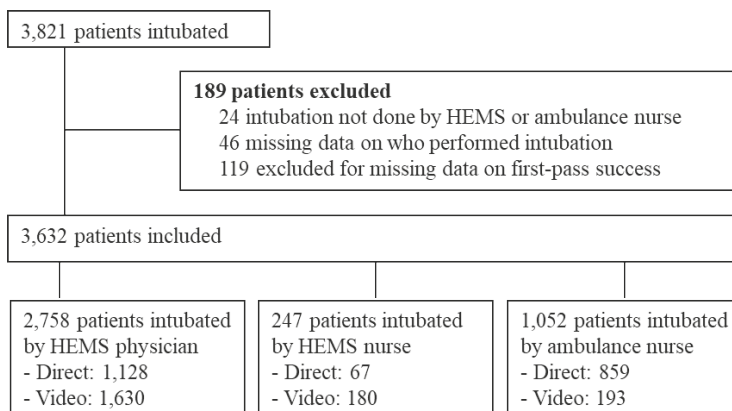 3,821 patients intubated
189 patients excluded
24 intubation not done by HEMS or ambulance nurse
46 missing data on who performed intubation
119 excluded for missing data on first-pass success
3,632 patients included
2,758 patients intubated
by HEMS physician
- Direct: 1,128
- Video: 1,630
247 patients intubated
by HEMS nurse
- Direct: 67
- Video: 180
1,052 patients intubated
by ambulance nurse
- Direct: 859
- Video: 193